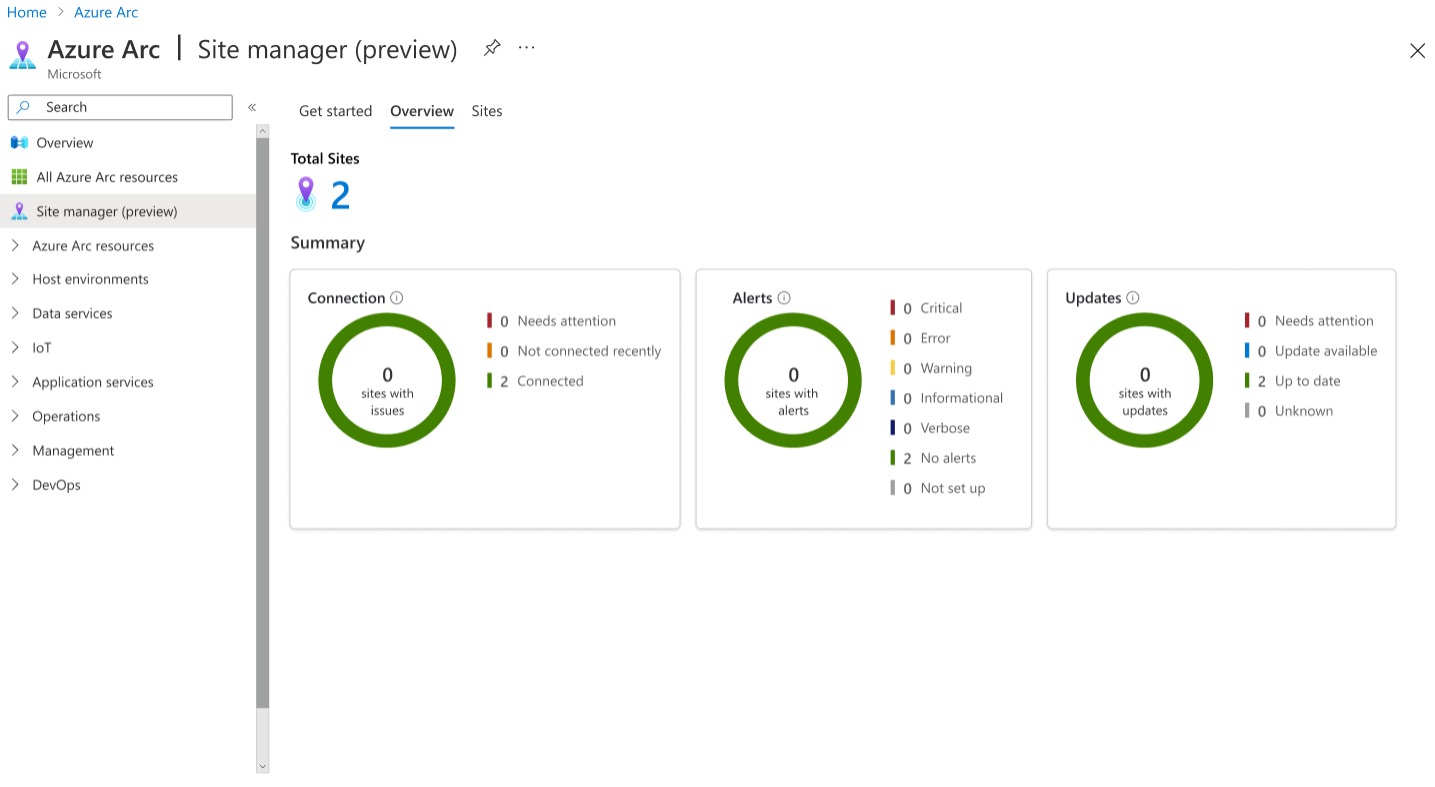 Home > Azure Arc
Azure Arc | Site manager (preview) ...
Microsoft
Search «
Overview
All Azure Arc resources
Site manager (preview)
Azure Arc resources
Host environments
Data services
IoT
Application services
Operations
Management
DevOps
Get started Overview Sites
Total Sites
2
Summary
Connection
0
sites with
issues
0 Needs attention
0 Not connected recently
2 Connected
Alerts
0
sites with
alerts
0 Critical
0 Error
0 Warning
0 Informational
0 Verbose
2 No alerts
0 Not set up
Updates
0
sites with
updates
0 Needs attention
0 Update available
2 Up to date
0 Unknown